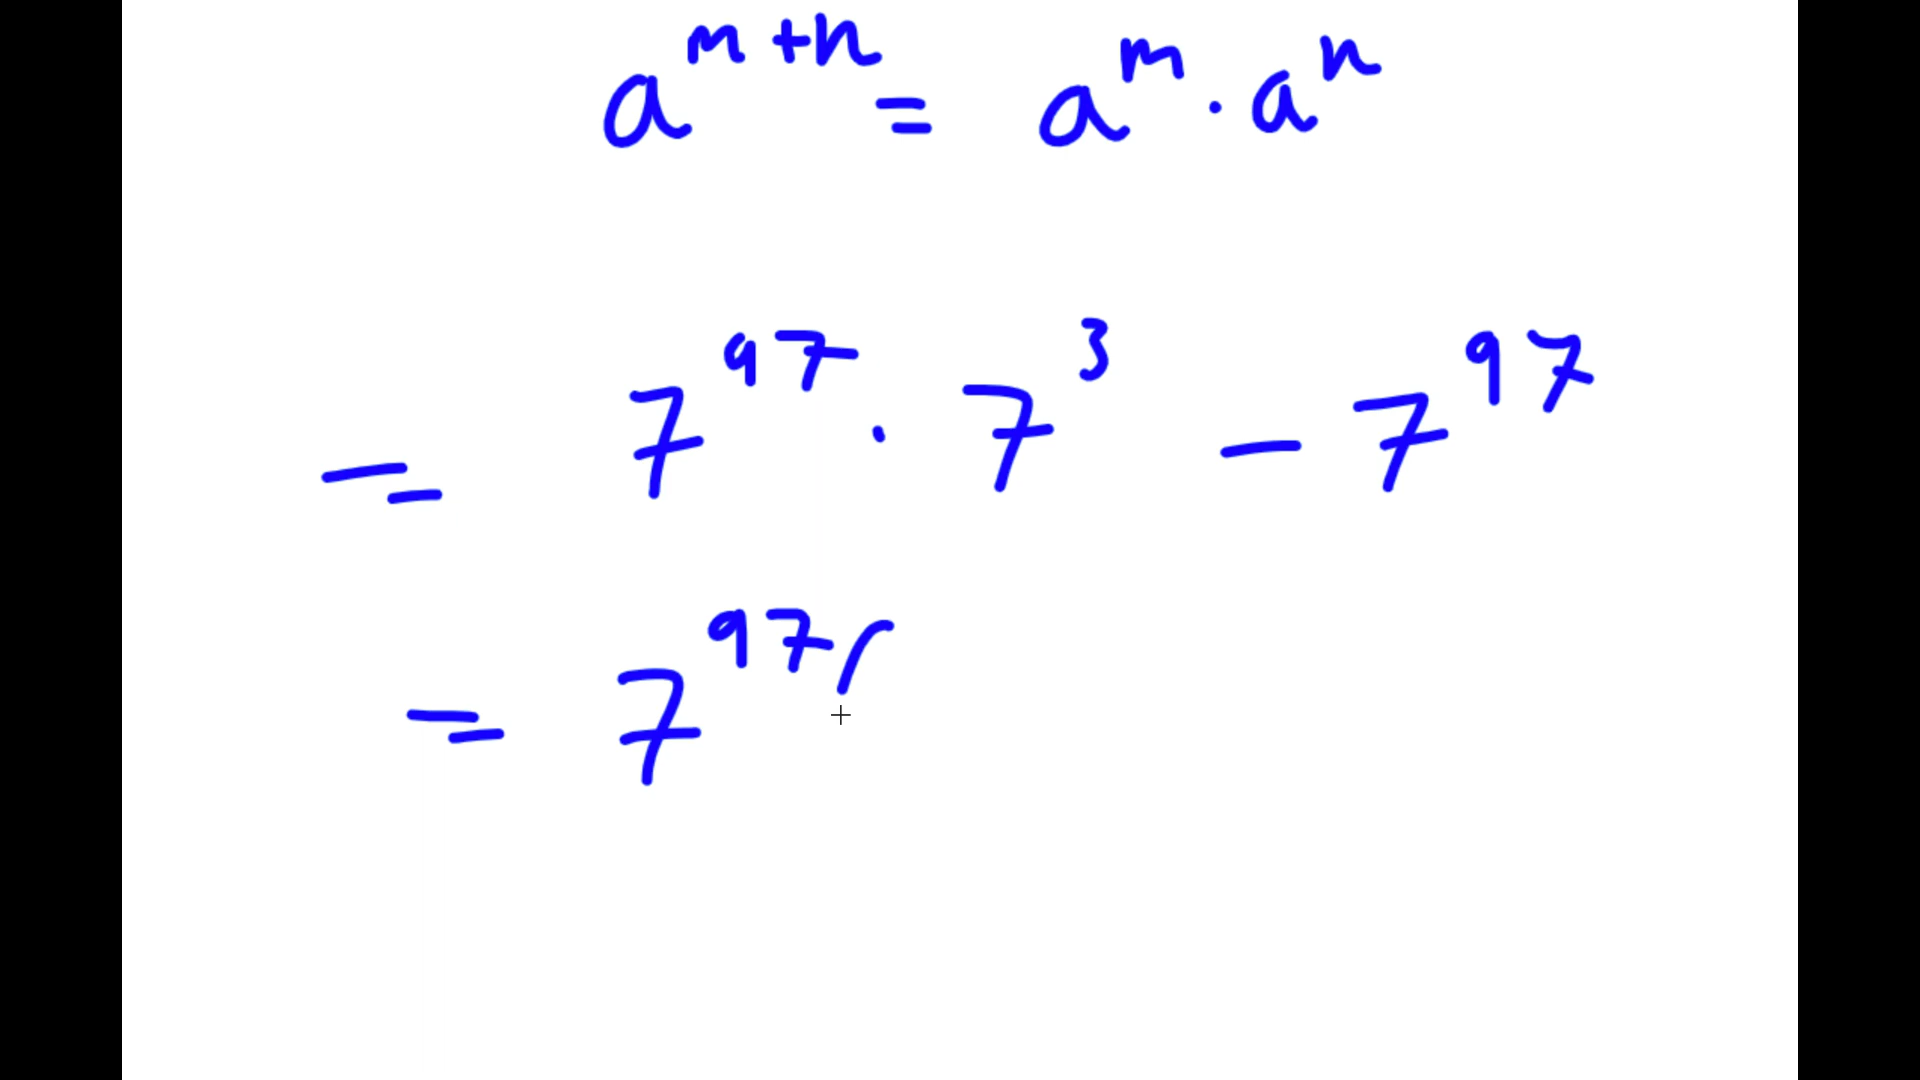 a^{m+n} = a^m · a^n
= 7^{97} · 7^3 - 7^{97}
= 7^{97} (